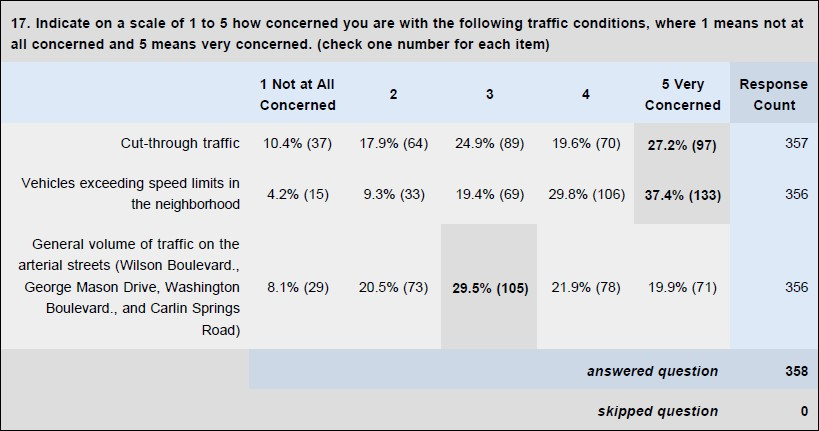 17. Indicate on a scale of 1 to 5 how concerned you are with the following traffic conditions, where 1 means not at
all concerned and 5 means very concerned. (check one number for each item)
1 Not at All Concerned 2 3 4 5 Very Concerned Response Count
Cut-through traffic 10.4% (37) 17.9% (64) 24.9% (89) 19.6% (70) 27.2% (97) 357
Vehicles exceeding speed limits in
the neighborhood 4.2% (15) 9.3% (33) 19.4% (69) 29.8% (106) 37.4% (133) 356
General volume of traffic on the
arterial streets (Wilson Boulevard.,
George Mason Drive, Washington 8.1% (29) 20.5% (73) 29.5% (105) 21.9% (78) 19.9% (71) 356
Boulevard., and Carlin Springs
Road)
answered question 358
skipped question 0